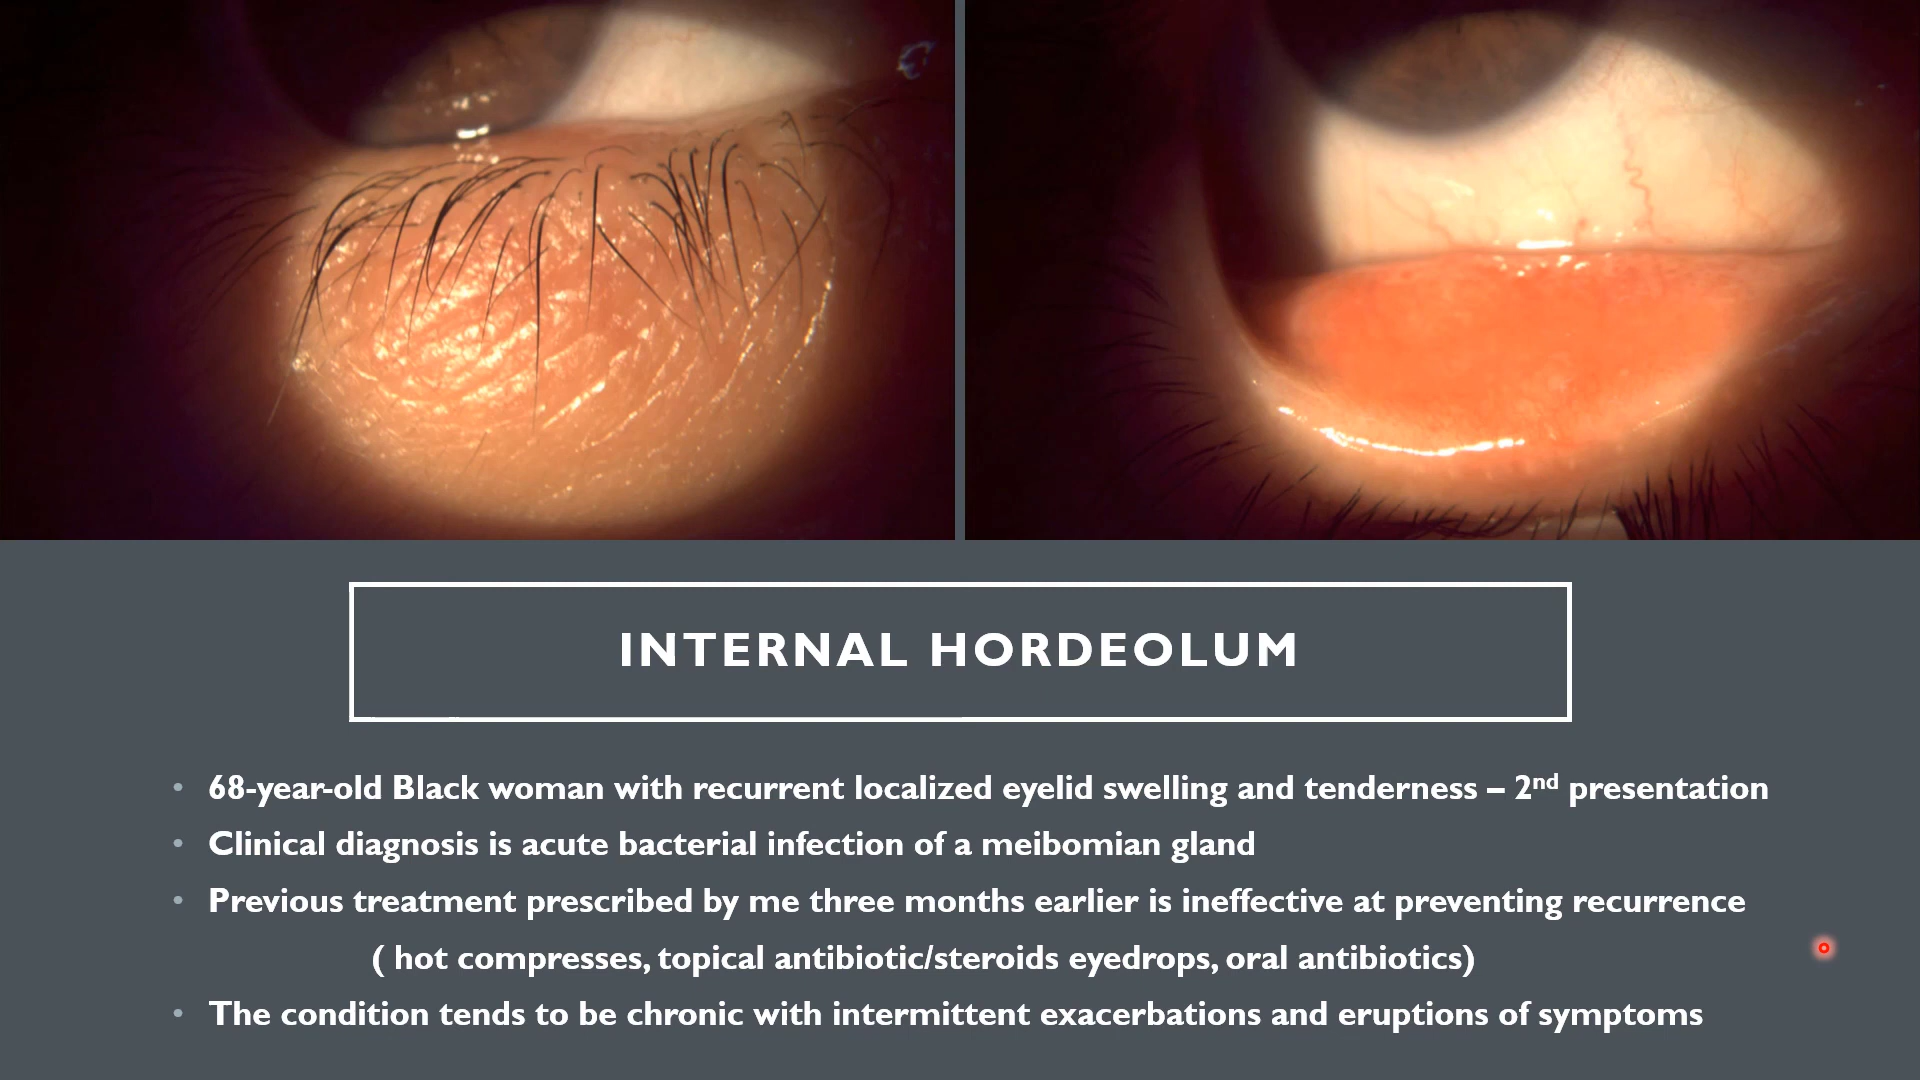 INTERNAL HORDEOLUM
• 68-year-old Black woman with recurrent localized eyelid swelling and tenderness – 2nd presentation
• Clinical diagnosis is acute bacterial infection of a meibomian gland
• Previous treatment prescribed by me three months earlier is ineffective at preventing recurrence
( hot compresses, topical antibiotic/steroids eyedrops, oral antibiotics)
• The condition tends to be chronic with intermittent exacerbations and eruptions of symptoms